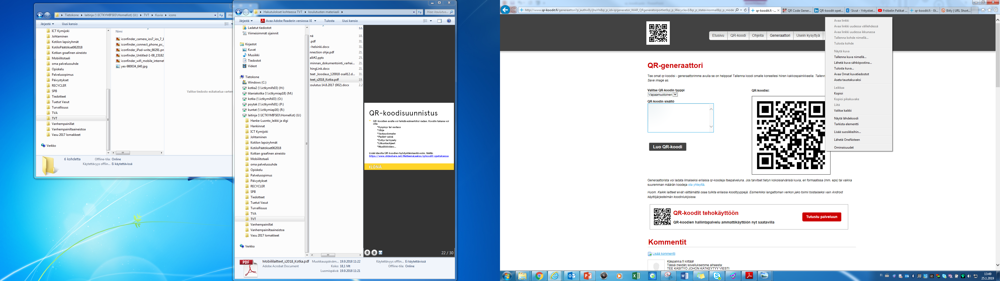 Tietokone laitinja (\\ICTKYMIFS03\HomeKot) (U:) TVT Kuvia icons
Järjestä Uusi kansio
ICT Kymijoki
Johtaminen
Kotilon lapsiryhmät
KotiloPäätökset062018
Kotkan graafinen aineisto
Mobiilitotaali
oma palvelussuhde
Opiskelu
Palvelusopimus
Päivystykset
RECYCLER
SPB
Tiedotteet
Tuetut Vasut
Turvallisuus
TVA
TVT
Vanhempainillat
Vanhempainiltaaineistoa
Vasu 2017 lomakkeet
Verkko
Nimi
iconfinder_camera_ios7_ios_7_1
iconfinder_connect_phone_pc_
iconfinder_iPad-write_66291.pn
iconfinder_Untitled-1-08_15182
iconfinder_wifi_mobile_internet
yes-980034_640.jpg
Valitse tiedosto esikatselua varten
6 kohdetta Offline-tila: Online
Käytettävyys offlin... Ei käytettävissä
Hakutulokset kohteessa TVT koulutusten materiaali Hae: koulutus...
Järjestä Avaa Adobe Readerin versiossa XI Tulosta Uusi kansio
Ladatut tiedostot
Viimeisimmät sijainnit
Kirjastot
Kuvat
Musiikki
Tiedostot
Videot
Tietokone
Windows (C:)
kotka2 (\\ictkymifs03) (H:)
titaniakotka (\\ictkymiap18) (M:)
kotka (\\ictkymifs03) (O:)
poytak (\\ictkymifs01) (P:)
kuntat (\\ictkymiap16) (R:)
laitinja (\\ICTKYMIFS03\HomeKot) (U:)
Hanke-Luonto_leikki ja digi
Hankinnat
ICT Kymijoki
Johtaminen
Kotilon lapsiryhmät
KotiloPäätökset062018
Kotkan graafinen aineisto
Mobiilitotaali
oma palvelussuhde
Opiskelu
Palvelusopimus
Päivystykset
RECYCLER
SPB
Tiedotteet
Tuetut Vasut
Turvallisuus
TVA
TVT
Vanhempainillat
Vanhempainiltaaineistoa
Vasu 2017 lomakkeet
Verkko
nä 18.
.pdf 31.
-helsinki.docx 31.
nnection ohje.pdf 21.
alli#2.pptx 25.
minnan_dokumentointi_varhai... 21.
hingLink.docx 21.
tteet _koodaus_120918 osall12.d... 31.
tteet_s2018_Kotka.pdf 19.
oulutus 14.8.2017 (002).docx 2.2
QR-koodisuunnistus
QR-koodien avulla voi tehdä esimerkiksi radan. Koodin takana voi
olla:
*Kysymys tai vastaus
*Vihje
*Vastauslomake
*Padlet-seinä
*Esitys tai kysely
*Liikuntaohjeet
*Musiikkivideo...
Lisää ideoita QR-koodien hyödyntämisestä esim. täällä:
https://www.slideshare.net/MatleenaLaakso/qrkoodit-opetuksessa
ILONA
22 / 30
PDF
Mobiililaitteet_s2018_Kotka.pdf Muokkauspäiväm... 19.9.2018 11:22 Käytettävyys offlin... Ei käytettävissä
Adobe Acrobat Document Koko: 18,1 Mt Offline-tila: Online
Luomispäivä: 19.9.2018 11:21
http://www.qr-koodit.fi/generaattori?p_auth=0yJjhaYh&p_p_id=qrgenerator_WAR_QRgeneratorportlet&p_p_lifecycle=1&p_p_state=normal&p_p_mode
qr-koodit.fi -... QR Code Gener... QR-koodit opet... Sivut - Yritystiet... Fröbelin Palikat ... qr-koodit.fi - Et... Bitly | URL Short...
Etusivu QR-koodi Ohjeita Generaattori Usein kysyttyä
QR-generaattori
Tee omat qr-koodisi - generaattorimme avulla se on helppoa! Tallenna koodi omalle koneellesi hiiren kakkospainikkeella: Tallen
Save image as.
Valitse QR-koodin tyyppi
Vapaamuotoinen
QR-koodin sisältö
Luo QR-koodi
QR-koodisi:
Avaa linkki
Avaa linkki uudessa välilehdessä
Avaa linkki uudessa ikkunassa
Tallenna kohde nimellä...
Tulosta kohde
Näytä kuva
Tallenna kuva nimellä...
Lähetä kuva sähköpostina...
Tulosta kuva...
Avaa Omat kuvatiedostot
Aseta taustakuvaksi
Leikkaa
Kopioi
Kopioi pikakuvake
Liitä
Valitse kaikki
Näytä lähdekoodi
Tarkista elementti
Lisää suosikkeihin...
Lähetä OneNoteen
Ominaisuudet
Generaattorista voi ladata ilmaiseksi erilaisia qr-koodeja itsepalveluna. Jos tarvitset tietyn kokoisia/värisiä kuvia, eri formaatissa (mm. eps) tai vaikka
suuremman määrän koodeja ota yhteyttä.
Huom. Kaikki laitteet eivät välttämättä osaa tulkita erilaisia koodityyppejä. Esimerkiksi langattoman verkon jako toimii toistaiseksi vain Android
käyttöjärjestelmän koodinlukijoissa.
QR-koodit tehokäyttöön
QR-koodien hallintapalvelu ammattikäyttöön nyt saatavilla
Tutustu palveluun
Kommentit
Lisää kommentti
Käspaikka.fi kiittää!
Tässä meidän sovelluksemme aiheesta:
TEE KÄSITYÖ JOHON KÄTKEYTYY VIESTI
FI
13:49
25.1.2019